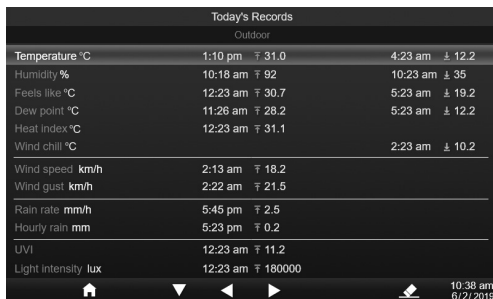 Today's Records
Outdoor
Temperature °C 1:10 pm 31.0 4:23 am 12.2
Humidity % 10:18 am 92 10:23 am 35
Feels like °C 12:23 am 30.7 5:23 am 19.2
Dew point °C 11:26 am 28.2 5:23 am 12.2
Heat index °C 12:23 am 31.1
Wind chill °C 2:23 am 10.2
Wind speed km/h 2:13 am 18.2
Wind gust km/h 2:22 am 21.5
Rain rate mm/h 5:45 pm 2.5
Hourly rain mm 5:23 pm 0.2
UVI 12:23 am 11.2
Light intensity lux 12:23 am 180000
10:38 am
6/2/2019